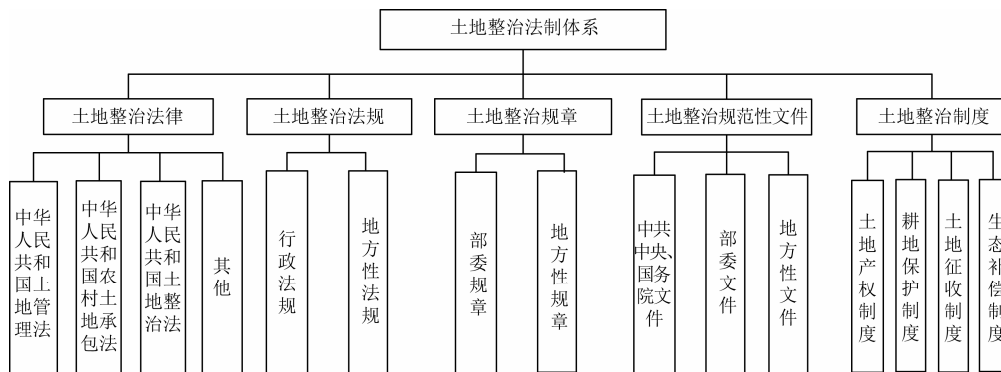 土地整治法制体系
土地整治法律
土地整治法规
土地整治规章
土地整治规范性文件
土地整治制度
中华人民共和国上地管理法
中华人民共和国农村土地承包法
中华人民共和国土地整治法
其他
行政法规
地方性法规
部委规章
地方性规章
中共中央、国务院文件
部委文件
地方性文件
土地产权制度
耕地保护制度
土地征收制度
生态补偿制度